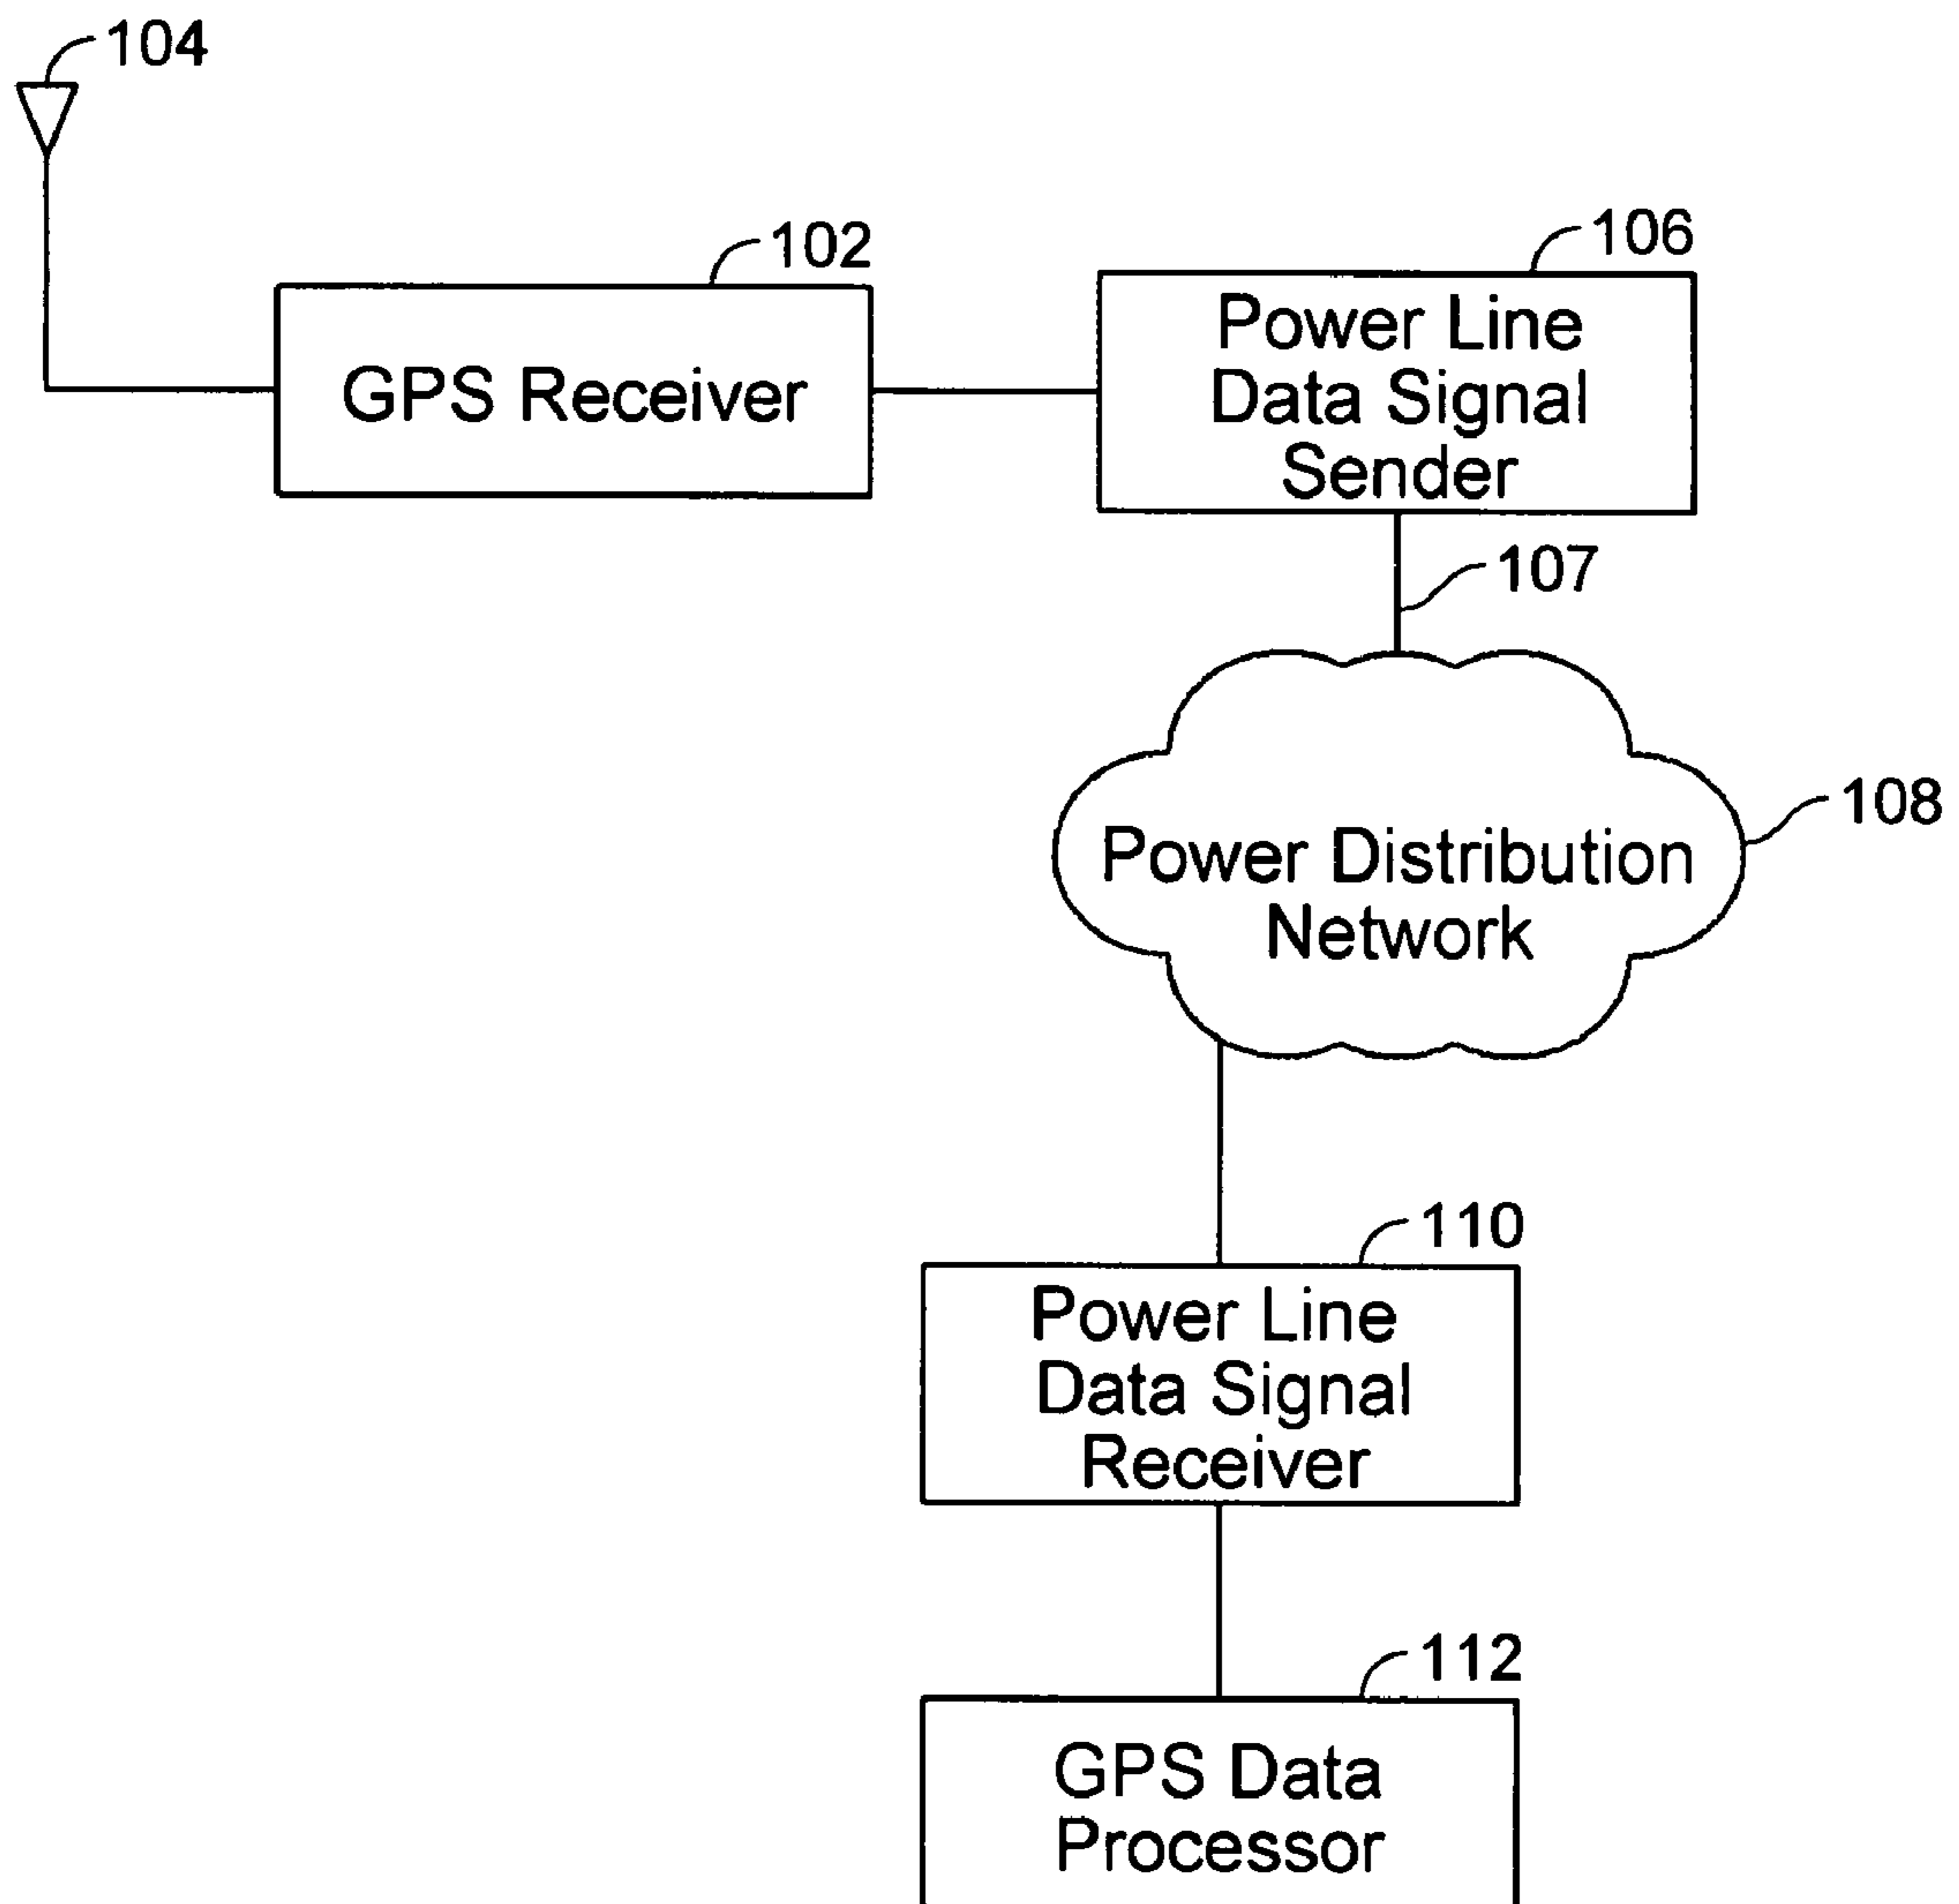 104
102
GPS Receiver
106
Power Line
Data Signal
Sender
107
108
Power Distribution
Network
110
Power Line
Data Signal
Receiver
112
GPS Data
Processor